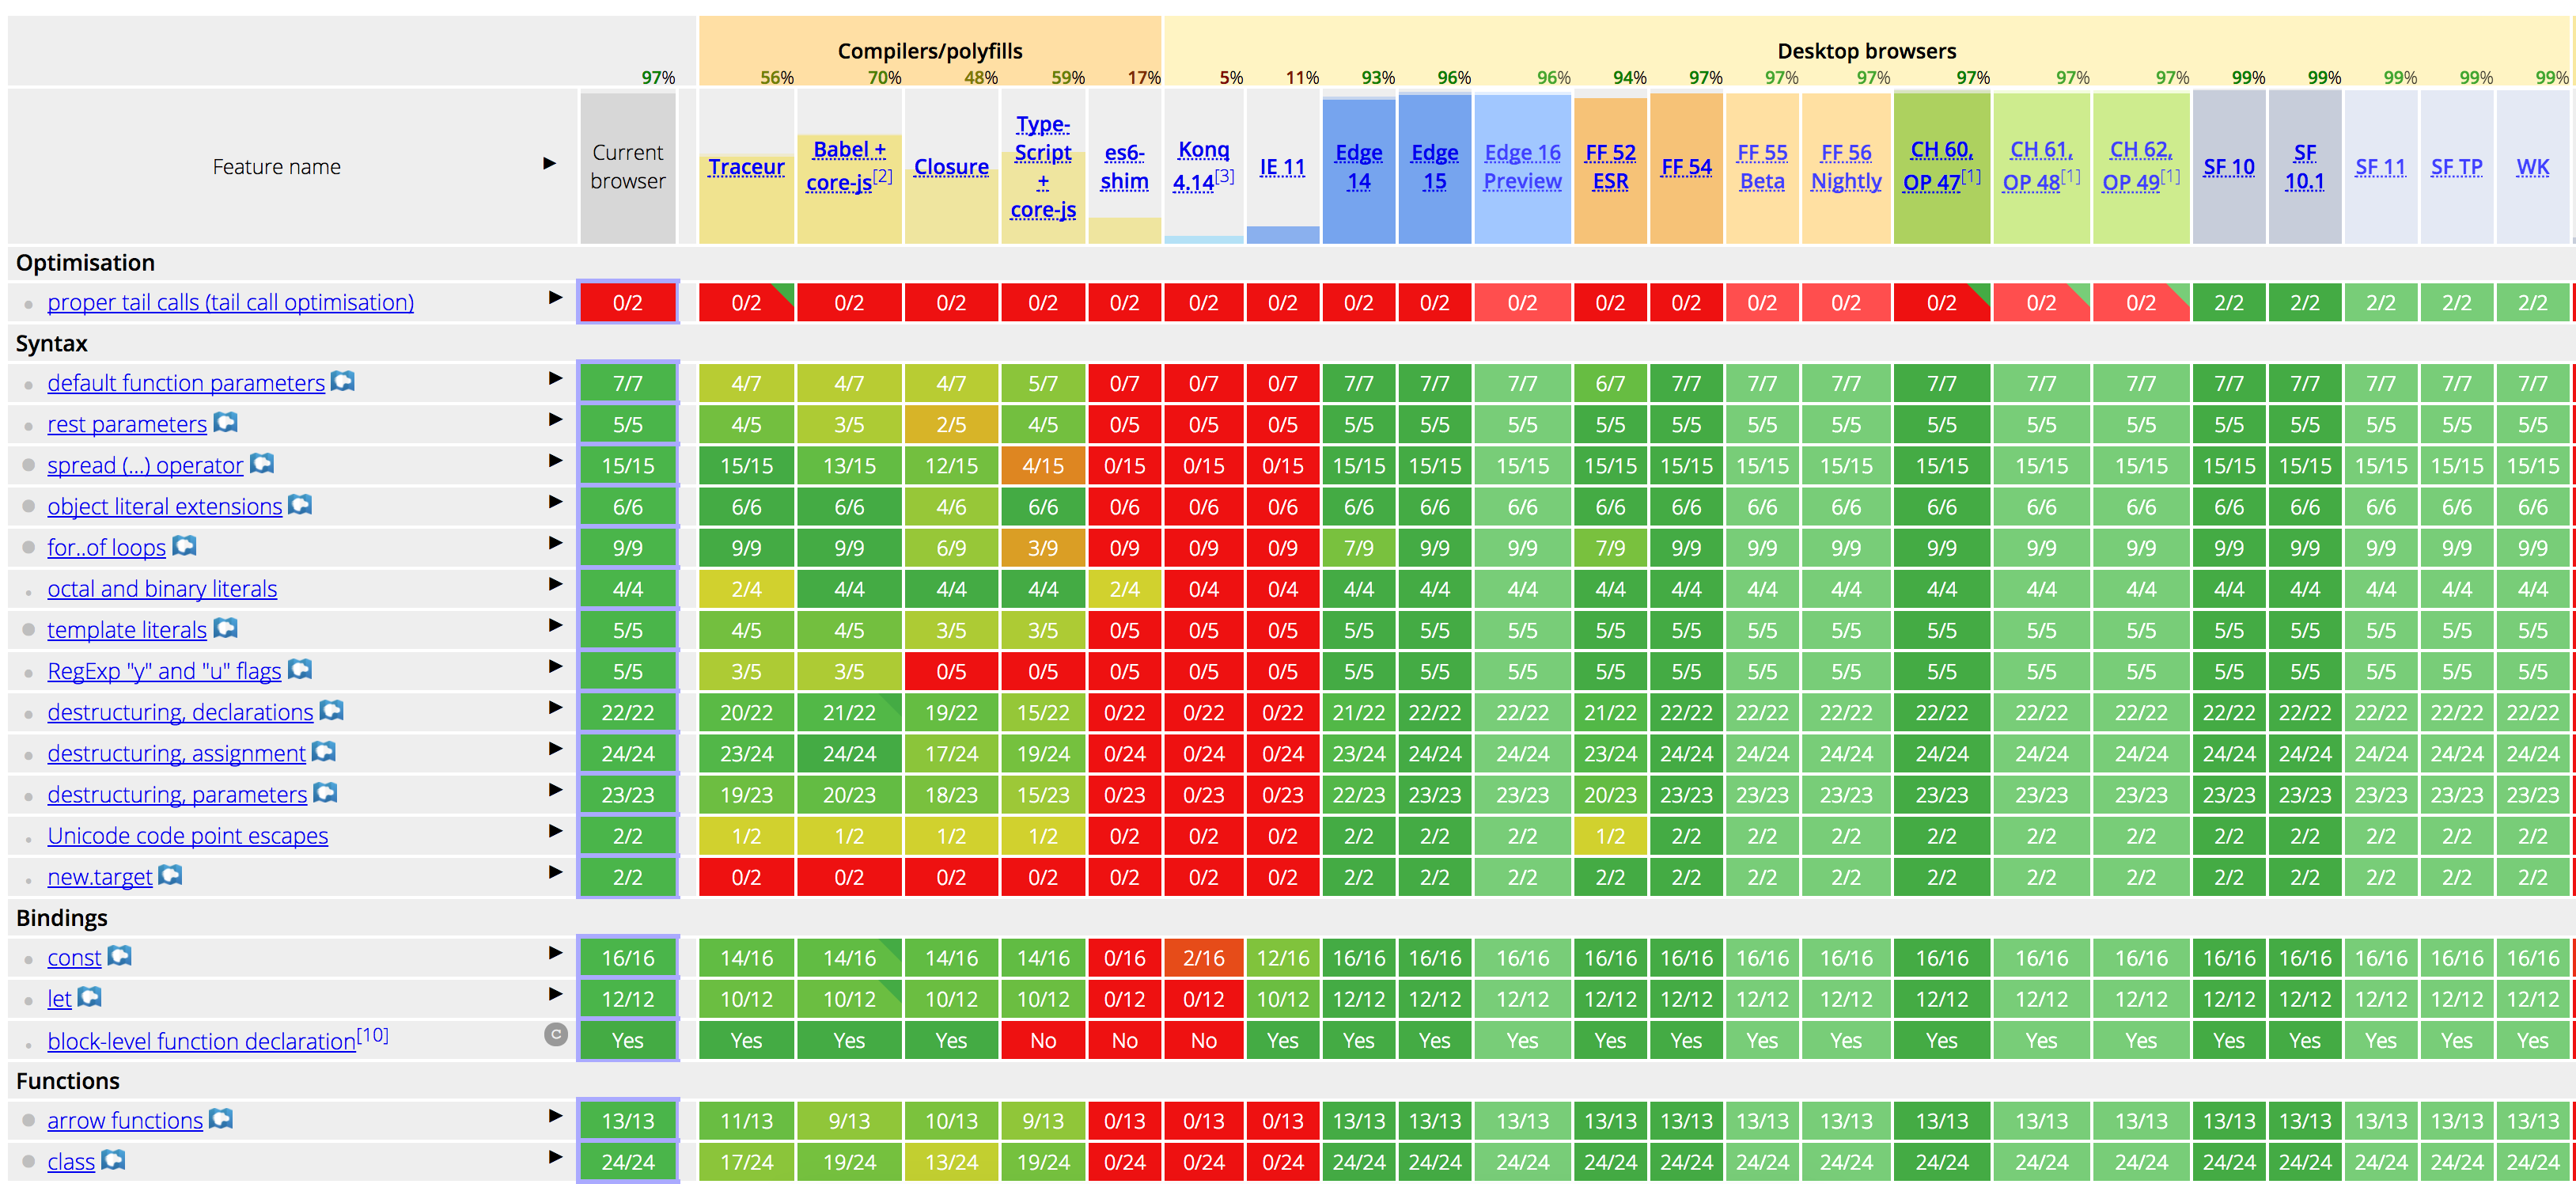 Compilers/polyfills Desktop browsers
97% 56% 70% 48% 59% 17% 5% 11% 93% 96% 96% 94% 97% 97% 97% 97% 97% 97% 99% 99% 99% 99% 99%
Feature name ▶ Current browser Traceur Babel + core-js[2] Closure Type-Script + core-js es6-shim Konq 4.14[3] IE 11 Edge 14 Edge 15 Edge 16 Preview FF 52 ESR FF 54 FF 55 Beta FF 56 Nightly CH 60, OP 47[1] CH 61, OP 48[1] CH 62, OP 49[1] SF 10 SF 10.1 SF 11 SF TP WK
Optimisation
proper tail calls (tail call optimisation) ▶ 0/2 0/2 0/2 0/2 0/2 0/2 0/2 0/2 0/2 0/2 0/2 0/2 0/2 0/2 0/2 0/2 0/2 0/2 2/2 2/2 2/2 2/2 2/2
Syntax
default function parameters ▶ 7/7 4/7 4/7 4/7 5/7 0/7 0/7 0/7 7/7 7/7 7/7 6/7 7/7 7/7 7/7 7/7 7/7 7/7 7/7 7/7 7/7 7/7 7/7
rest parameters ▶ 5/5 4/5 3/5 2/5 4/5 0/5 0/5 0/5 5/5 5/5 5/5 5/5 5/5 5/5 5/5 5/5 5/5 5/5 5/5 5/5 5/5 5/5 5/5
spread (...) operator ▶ 15/15 15/15 13/15 12/15 4/15 0/15 0/15 0/15 15/15 15/15 15/15 15/15 15/15 15/15 15/15 15/15 15/15 15/15 15/15 15/15 15/15 15/15 15/15
object literal extensions ▶ 6/6 6/6 6/6 4/6 6/6 0/6 0/6 0/6 6/6 6/6 6/6 6/6 6/6 6/6 6/6 6/6 6/6 6/6 6/6 6/6 6/6 6/6 6/6
for..of loops ▶ 9/9 9/9 9/9 6/9 3/9 0/9 0/9 0/9 7/9 9/9 9/9 7/9 9/9 9/9 9/9 9/9 9/9 9/9 9/9 9/9 9/9 9/9 9/9
octal and binary literals ▶ 4/4 2/4 4/4 4/4 4/4 2/4 0/4 0/4 4/4 4/4 4/4 4/4 4/4 4/4 4/4 4/4 4/4 4/4 4/4 4/4 4/4 4/4 4/4
template literals ▶ 5/5 4/5 4/5 3/5 3/5 0/5 0/5 0/5 5/5 5/5 5/5 5/5 5/5 5/5 5/5 5/5 5/5 5/5 5/5 5/5 5/5 5/5 5/5
RegExp "y" and "u" flags ▶ 5/5 3/5 3/5 0/5 0/5 0/5 0/5 0/5 5/5 5/5 5/5 5/5 5/5 5/5 5/5 5/5 5/5 5/5 5/5 5/5 5/5 5/5 5/5
destructuring, declarations ▶ 22/22 20/22 21/22 19/22 15/22 0/22 0/22 0/22 21/22 22/22 22/22 21/22 22/22 22/22 22/22 22/22 22/22 22/22 22/22 22/22 22/22 22/22 22/22
destructuring, assignment ▶ 24/24 23/24 24/24 17/24 19/24 0/24 0/24 0/24 23/24 24/24 24/24 23/24 24/24 24/24 24/24 24/24 24/24 24/24 24/24 24/24 24/24 24/24 24/24
destructuring, parameters ▶ 23/23 19/23 20/23 18/23 15/23 0/23 0/23 0/23 22/23 23/23 23/23 20/23 23/23 23/23 23/23 23/23 23/23 23/23 23/23 23/23 23/23 23/23 23/23
Unicode code point escapes ▶ 2/2 1/2 1/2 1/2 1/2 0/2 0/2 0/2 2/2 2/2 2/2 1/2 2/2 2/2 2/2 2/2 2/2 2/2 2/2 2/2 2/2 2/2 2/2
new.target ▶ 2/2 0/2 0/2 0/2 0/2 0/2 0/2 0/2 2/2 2/2 2/2 2/2 2/2 2/2 2/2 2/2 2/2 2/2 2/2 2/2 2/2 2/2 2/2
Bindings
const ▶ 16/16 14/16 14/16 14/16 14/16 0/16 2/16 12/16 16/16 16/16 16/16 16/16 16/16 16/16 16/16 16/16 16/16 16/16 16/16 16/16 16/16 16/16 16/16
let ▶ 12/12 10/12 10/12 10/12 10/12 0/12 0/12 10/12 12/12 12/12 12/12 12/12 12/12 12/12 12/12 12/12 12/12 12/12 12/12 12/12 12/12 12/12 12/12
block-level function declaration[10] C Yes Yes Yes Yes No No No Yes Yes Yes Yes Yes Yes Yes Yes Yes Yes Yes Yes Yes Yes Yes Yes
Functions
arrow functions ▶ 13/13 11/13 9/13 10/13 9/13 0/13 0/13 0/13 13/13 13/13 13/13 13/13 13/13 13/13 13/13 13/13 13/13 13/13 13/13 13/13 13/13 13/13 13/13
class ▶ 24/24 17/24 19/24 13/24 19/24 0/24 0/24 0/24 24/24 24/24 24/24 24/24 24/24 24/24 24/24 24/24 24/24 24/24 24/24 24/24 24/24 24/24 24/24